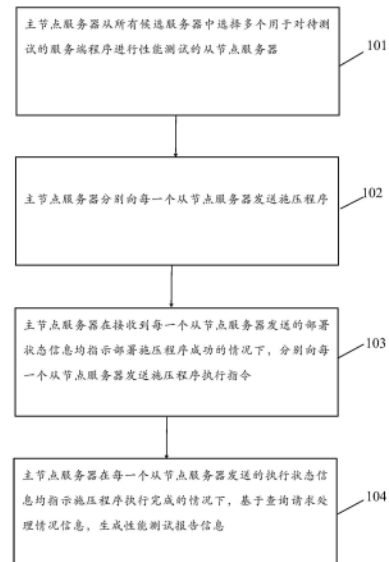 主节点服务器从所有候选服务器中选择多个用于对待测
试的服务端程序进行性能测试的从节点服务器
101
主节点服务器分别向每一个从节点服务器发送施压程序
102
主节点服务器在接收到每一个从节点服务器发送的部署
状态信息均指示部署施压程序成功的情况下，分别向每
一个从节点服务器发送施压程序执行指令
103
主节点服务器在每一个从节点服务器发送的执行状态信
息均指示施压程序执行完成的情况下，基于查询请求处
理情况信息，生成性能测试报告信息
104